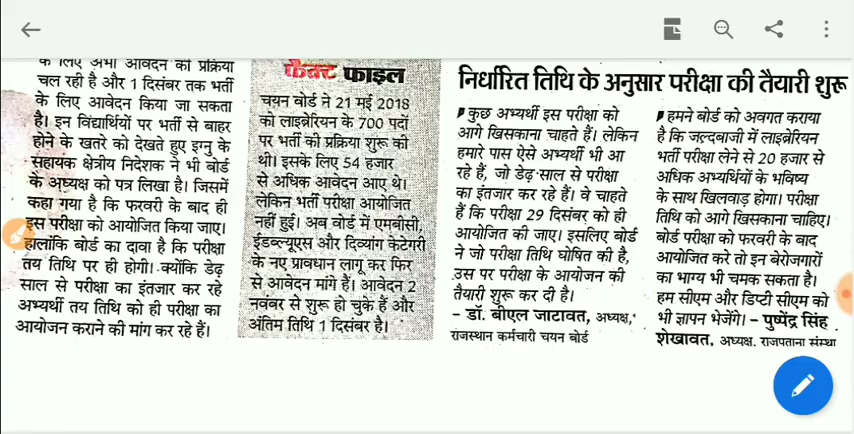 के लिए अभी आवेदन की प्रक्रिया
चल रही है और 1 दिसंबर तक भर्ती
के लिए आवेदन किया जा सकता
है। इन विद्यार्थियों पर भर्ती से बाहर
होने के खतरे को देखते हुए इग्नु के
सहायक क्षेत्रीय निदेशक ने भी बोर्ड
के अध्यक्ष को पत्र लिखा है। जिसमें
कहा गया है कि फरवरी के बाद ही
इस परीक्षा को आयोजित किया जाए।
हालांकि बोर्ड का दावा है कि परीक्षा
तय तिथि पर ही होगी। क्योंकि डेढ़
साल से परीक्षा का इंतजार कर रहे
अभ्यर्थी तय तिथि को ही परीक्षा का
आयोजन कराने की मांग कर रहे हैं।
फैक्ट फाइल
चयन बोर्ड ने 21 मई 2018
को लाइब्रेरियन के 700 पदों
पर भर्ती की प्रक्रिया शुरू की
थी। इसके लिए 54 हजार
से अधिक आवेदन आए थे।
लेकिन भर्ती परीक्षा आयोजित
नहीं हुई। अब बोर्ड में एमबीसी,
ईडब्ल्यूएस और दिव्यांग केटेगरी
के नए प्रावधान लागू कर फिर
से आवेदन मांगे हैं। आवेदन 2
नवंबर से शुरू हो चुके हैं और
अंतिम तिथि 1 दिसंबर है।
निर्धारित तिथि के अनुसार परीक्षा की तैयारी शुरू
कुछ अभ्यर्थी इस परीक्षा को
आगे खिसकाना चाहते हैं। लेकिन
हमारे पास ऐसे अभ्यर्थी भी आ
रहे हैं, जो डेढ़ साल से परीक्षा
का इंतजार कर रहे हैं। वे चाहते
हैं कि परीक्षा 29 दिसंबर को ही
आयोजित की जाए। इसलिए बोर्ड
ने जो परीक्षा तिथि घोषित की है,
उस पर परीक्षा के आयोजन की
तैयारी शुरू कर दी है।
- डॉ. बीएल जाटावत, अध्यक्ष,
राजस्थान कर्मचारी चयन बोर्ड
हमने बोर्ड को अवगत कराया
है कि जल्दबाजी में लाइब्रेरियन
भर्ती परीक्षा लेने से 20 हजार से
अधिक अभ्यर्थियों के भविष्य
के साथ खिलवाड़ होगा। परीक्षा
तिथि को आगे खिसकाना चाहिए।
बोर्ड परीक्षा को फरवरी के बाद
आयोजित करे तो इन बेरोजगारों
का भाग्य भी चमक सकता है।
हम सीएम और डिप्टी सीएम को
भी ज्ञापन भेजेंगे। - पुष्पेंद्र सिंह
शेखावत, अध्यक्ष, राजपूताना संस्था